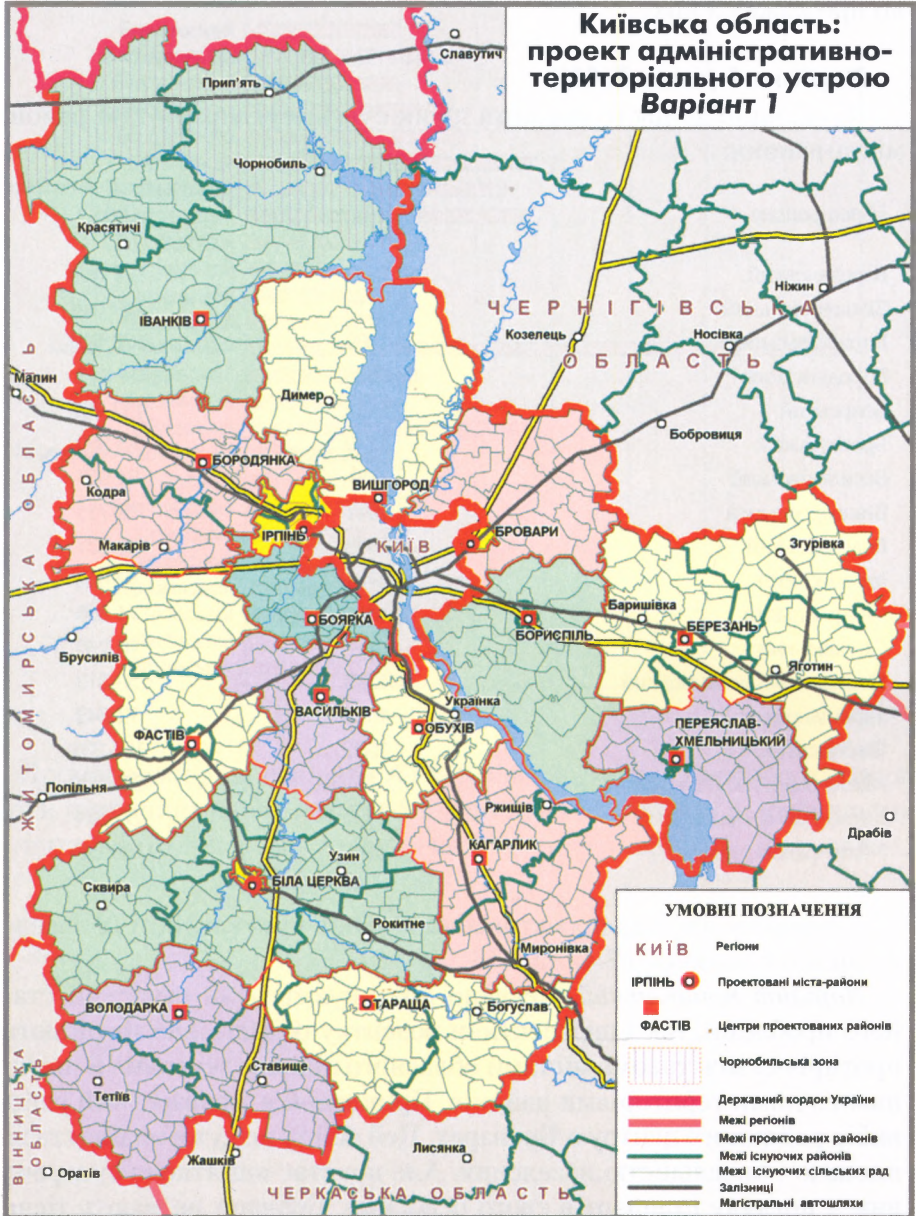 Київська область:
проект адміністративно-
територіального устрою
Варіант 1
Славутич
Прип'ять
Чорнобиль
Красятичі
ІВАНКІВ
ЧЕРНІГІВСЬКА
ОБЛАСТЬ
Ніжин
Носівка
Козелець
Бобровиця
Малин
Димер
БОРОДЯНКА
Кодра
Макарів
ІРПІНЬ
ВИШГОРОД
КИЇВ
БРОВАРИ
Згурівка
Баришівка
БЕРЕЗАНЬ
Яготин
БОЯРКА
БОРИСПІЛЬ
ЖИТОМИРСЬКА ОБЛАСТЬ
Брусилів
ВАСИЛЬКІВ
Українка
ОБУХІВ
ПЕРЕЯСЛАВ-
ХМЕЛЬНИЦЬКИЙ
ФАСТІВ
Попільня
Ржищів
Драбів
КАГАРЛИК
Узин
БІЛА ЦЕРКВА
Сквира
Рокитне
Миронівка
ВОЛОДАРКА
ТАРАЩА
Богуслав
Ставище
Тетіїв
ВІННИЦЬКА
ОБЛАСТЬ
Оратів
Жашків
Лисянка
ЧЕРКАСЬКА ОБЛАСТЬ
УМОВНІ ПОЗНАЧЕННЯ
КИЇВ Регіони
ІРПІНЬ Проектовані міста-райони
ФАСТІВ Центри проектованих районів
Чорнобильська зона
Державний кордон України
Межі регіонів
Межі проектованих районів
Межі існуючих районів
Межі існуючих сільських рад
Залізниці
Магістральні автошляхи